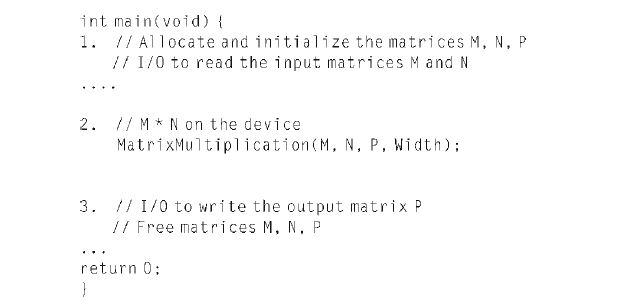 int main(void) {
1. // Allocate and initialize the matrices M, N, P
// I/O to read the input matrices M and N
....
2. // M * N on the device
MatrixMultiplication(M, N, P, Width);
3. // I/O to write the output matrix P
// Free matrices M, N, P
...
return 0;
}